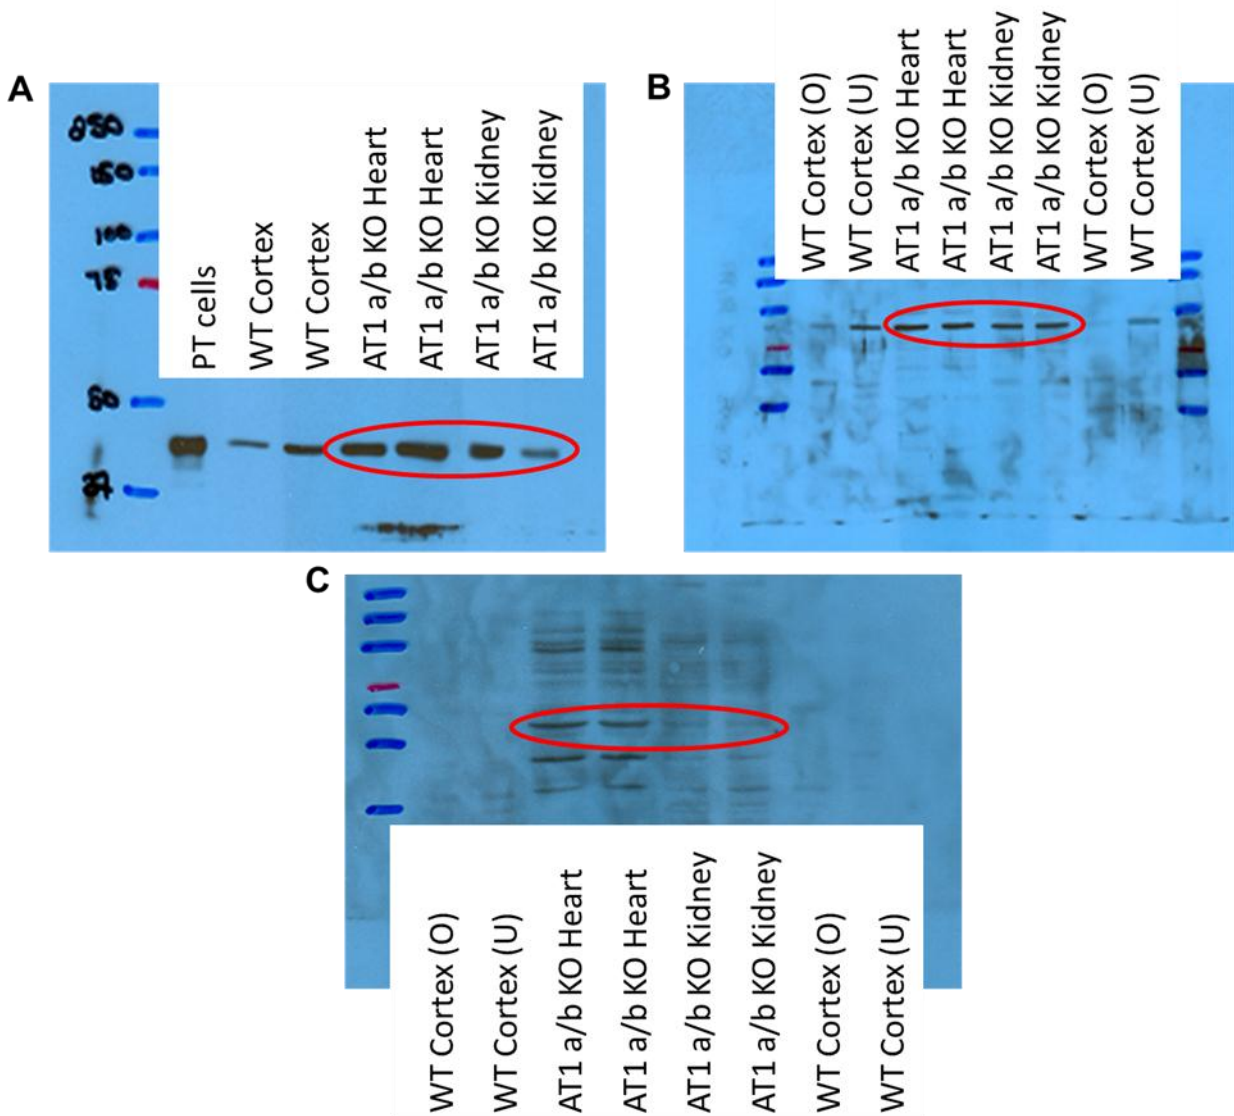 A
250
150
100
75
50
37
PT cells
WT Cortex
WT Cortex
AT1 a/b KO Heart
AT1 a/b KO Heart
AT1 a/b KO Kidney
AT1 a/b KO Kidney
B
WT Cortex (O)
WT Cortex (U)
AT1 a/b KO Heart
AT1 a/b KO Heart
AT1 a/b KO Kidney
AT1 a/b KO Kidney
WT Cortex (O)
WT Cortex (U)
C
WT Cortex (O)
WT Cortex (U)
AT1 a/b KO Heart
AT1 a/b KO Heart
AT1 a/b KO Kidney
AT1 a/b KO Kidney
WT Cortex (O)
WT Cortex (U)